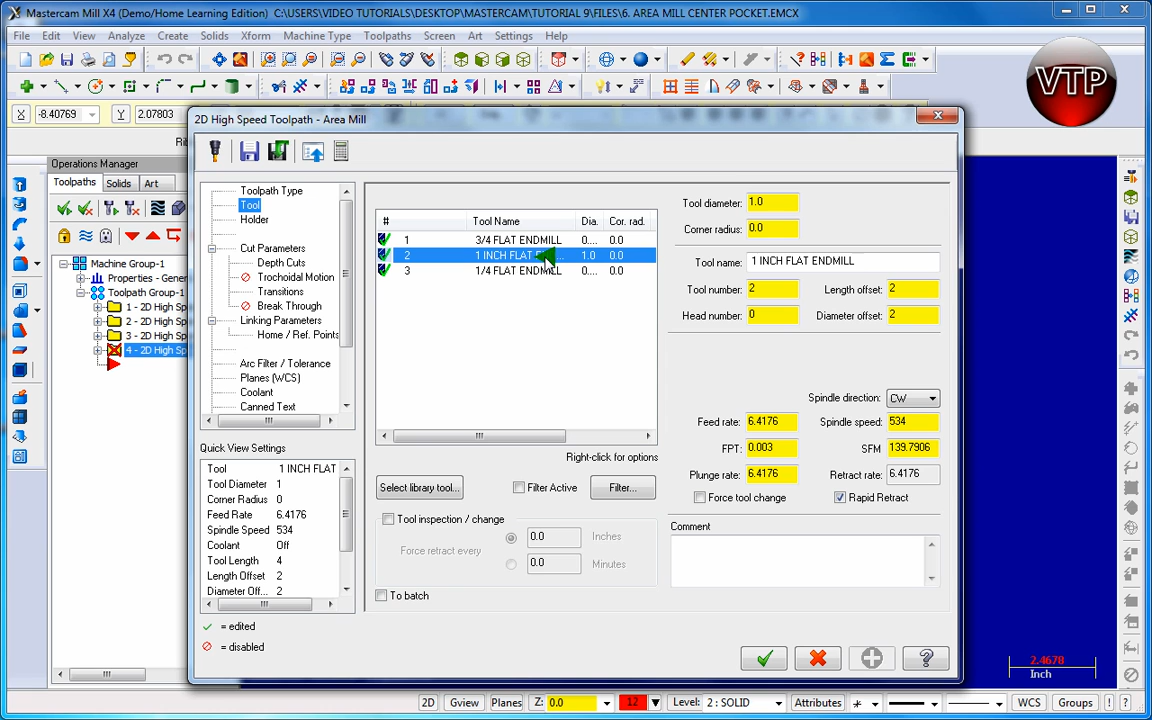 Mastercam Mill X4 (Demo/Home Learning Edition) C:\USERS\VIDEO TUTORIALS\DESKTOP\MASTERCAM\TUTORIAL 9\FILES\6. AREA MILL CENTER POCKET.EMCX
File Edit View Analyze Create Solids Xform Machine Type Toolpaths Screen Art Settings Help
VTP
X -8.40769 Y 2.07803
2D High Speed Toolpath - Area Mill
Operations Manager
Toolpaths Solids Art
Machine Group-1
Properties - Gener
Toolpath Group-1
1 - 2D High Sp
2 - 2D High Sp
3 - 2D High Sp
4 - 2D High Sp
Toolpath Type
Tool
Holder
Cut Parameters
Depth Cuts
Trochoidal Motion
Transitions
Break Through
Linking Parameters
Home / Ref. Points
Arc Filter / Tolerance
Planes (WCS)
Coolant
Canned Text
Quick View Settings
Tool 1 INCH FLAT
Tool Diameter 1
Corner Radius 0
Feed Rate 6.4176
Spindle Speed 534
Coolant Off
Tool Length 4
Length Offset 2
Diameter Off... 2
= edited
= disabled
# Tool Name Dia. Cor. rad.
1 3/4 FLAT ENDMILL 0.... 0.0
2 1 INCH FLAT 1.0 0.0
3 1/4 FLAT ENDMILL 0.... 0.0
Right-click for options
Select library tool... Filter Active Filter...
Tool inspection / change
Force retract every 0.0 Inches
0.0 Minutes
To batch
Tool diameter: 1.0
Corner radius: 0.0
Tool name: 1 INCH FLAT ENDMILL
Tool number: 2 Length offset: 2
Head number: 0 Diameter offset: 2
Spindle direction: CW
Feed rate: 6.4176 Spindle speed: 534
FPT: 0.003 SFM 139.7906
Plunge rate: 6.4176 Retract rate: 6.4176
Force tool change Rapid Retract
Comment
2.4670
Inch
2D Gview Planes Z: 0.0 12 Level: 2 : SOLID Attributes * WCS Groups ! ?